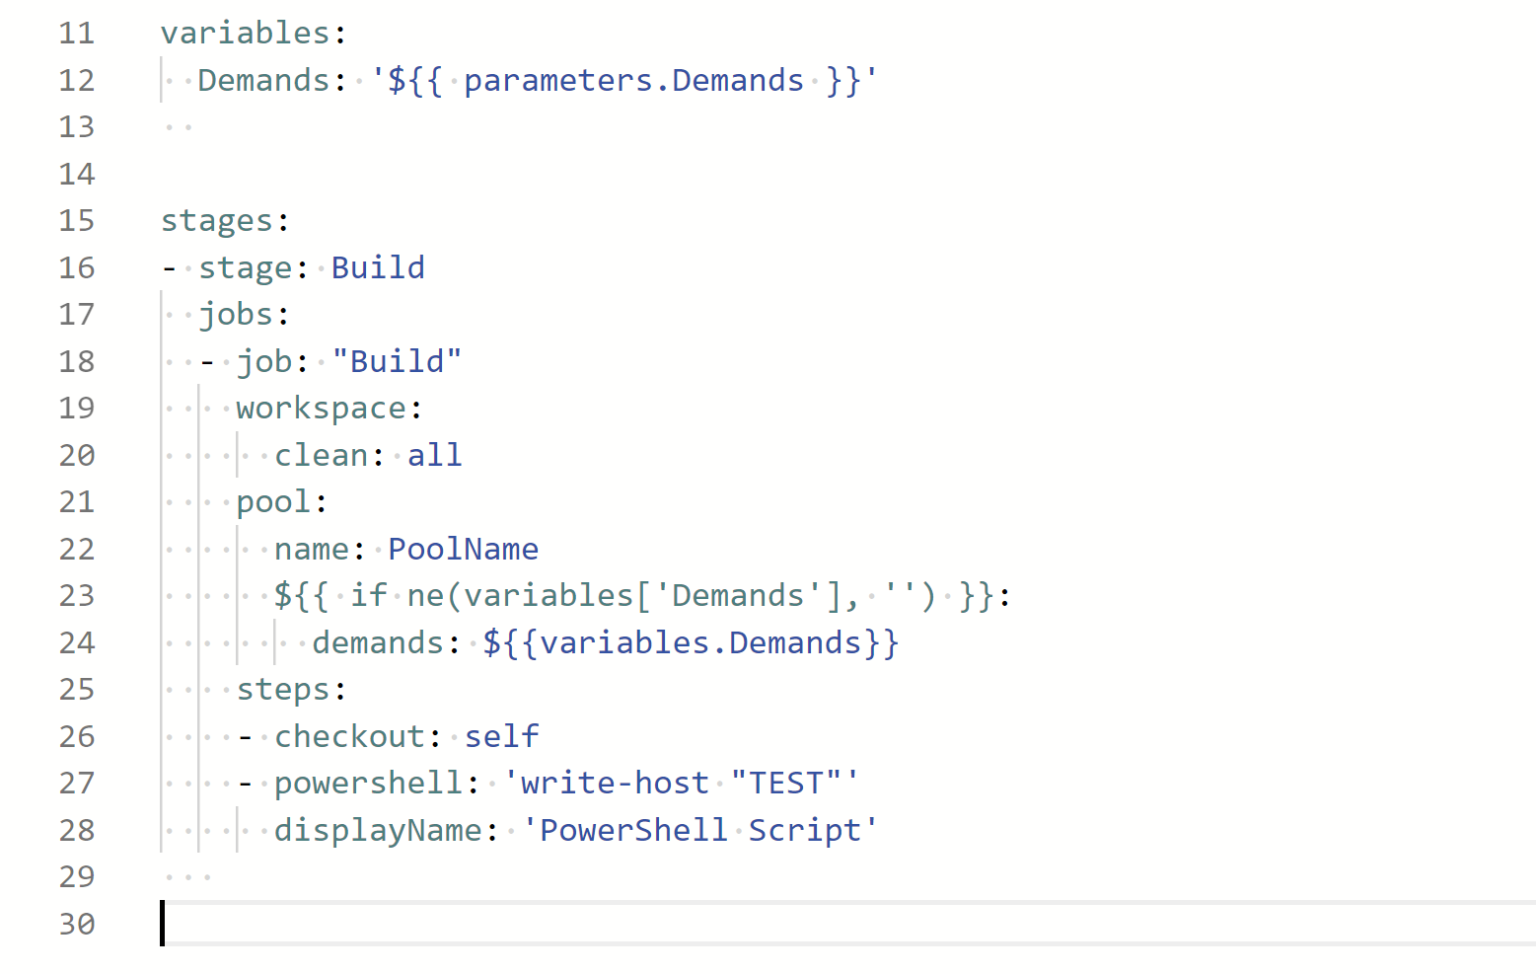 11 variables:
12   Demands: '${{ parameters.Demands }}'
13
14
15 stages:
16 - stage: Build
17   jobs:
18   - job: "Build"
19     workspace:
20       clean: all
21     pool:
22       name: PoolName
23       ${{ if ne(variables['Demands'], '') }}:
24         demands: ${{variables.Demands}}
25     steps:
26     - checkout: self
27     - powershell: 'write-host "TEST"'
28       displayName: 'PowerShell Script'
29
30